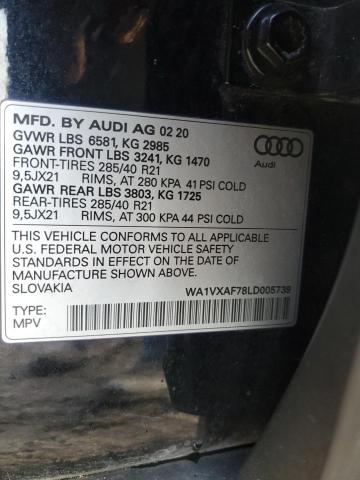 MFD. BY AUDI AG 02 20
GVWR LBS 6581, KG 2985
GAWR FRONT LBS 3241, KG 1470
FRONT-TIRES 285/40 R21
9,5JX21 RIMS, AT 280 KPA 41 PSI COLD
GAWR REAR LBS 3803, KG 1725
REAR-TIRES 285/40 R21
9,5JX21 RIMS, AT 300 KPA 44 PSI COLD
Audi
THIS VEHICLE CONFORMS TO ALL APPLICABLE
U.S. FEDERAL MOTOR VEHICLE SAFETY
STANDARDS IN EFFECT ON THE DATE OF
MANUFACTURE SHOWN ABOVE.
SLOVAKIA WA1VXAF78LD005739
TYPE:
MPV